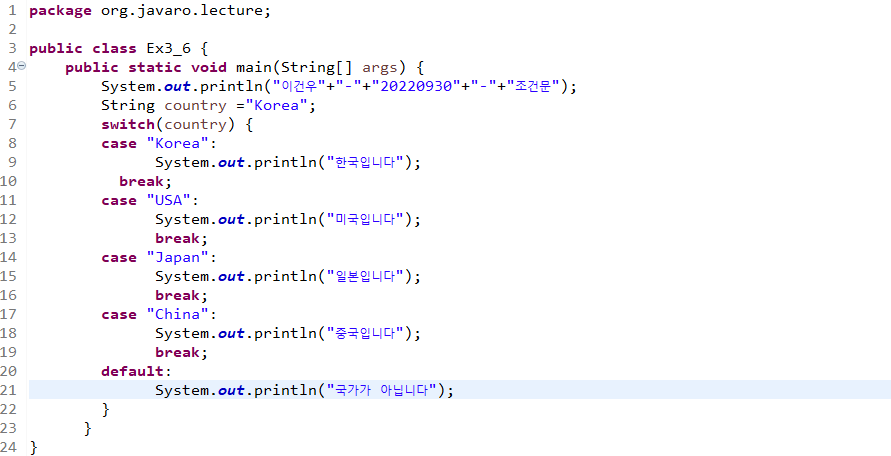 1 package org.javaro.lecture;
2
3 public class Ex3_6 {
4     public static void main(String[] args) {
5         System.out.println("이건우"+"-"+"20220930"+"-"+"조건문");
6         String country ="Korea";
7         switch(country) {
8         case "Korea":
9               System.out.println("한국입니다");
10           break;
11         case "USA":
12               System.out.println("미국입니다");
13               break;
14         case "Japan":
15               System.out.println("일본입니다");
16               break;
17         case "China":
18               System.out.println("중국입니다");
19               break;
20         default:
21               System.out.println("국가가 아닙니다");
22         }
23       }
24 }